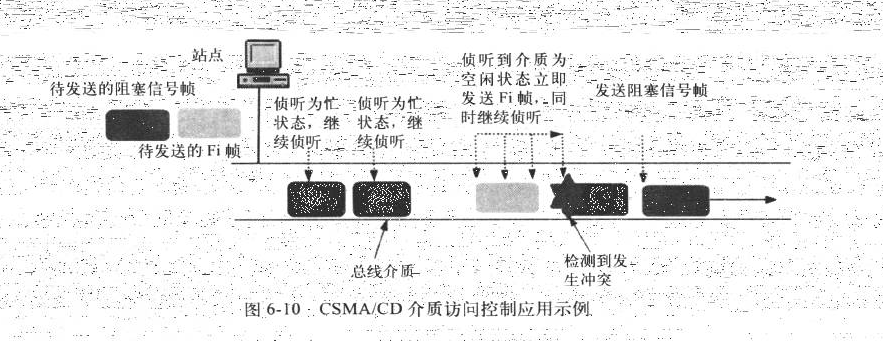 站点
待发送的阻塞信号帧
待发送的Fi帧
侦听为忙
状态，继
续侦听
侦听为忙
状态，继
续侦听
侦听到介质为
空闲状态立即
发送Fi帧，同
时继续侦听
发送阻塞信号帧
总线介质
检测到发
生冲突
图 6-10 CSMA/CD 介质访问控制应用示例